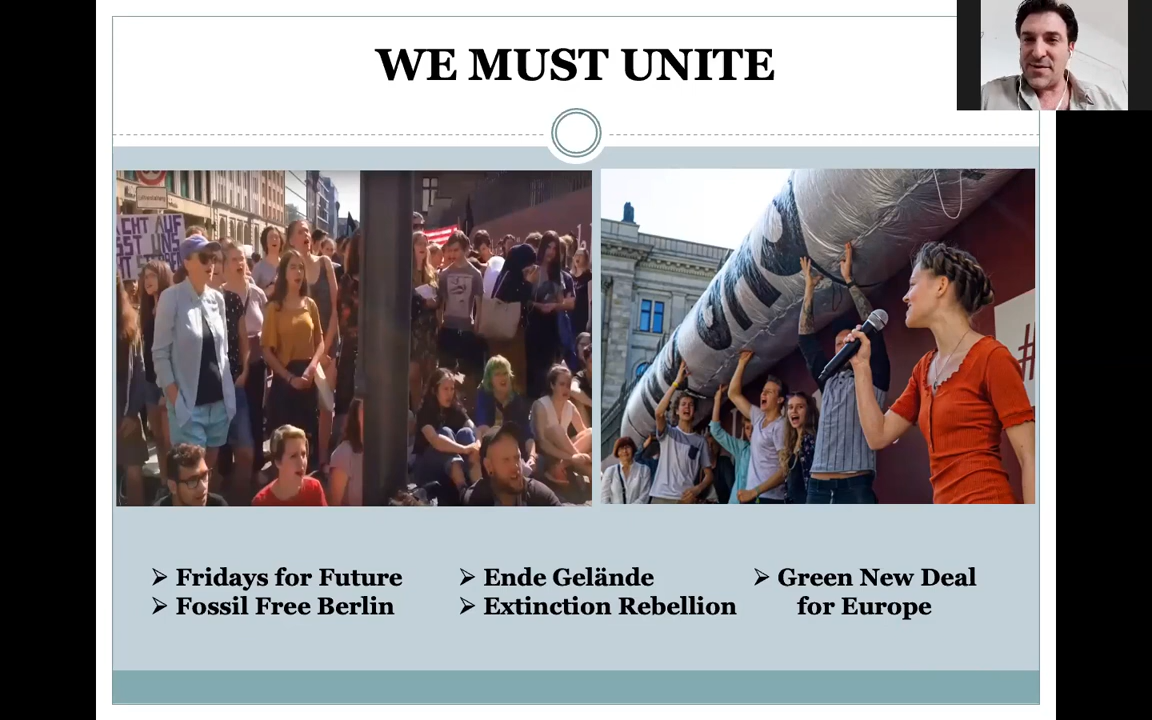 WE MUST UNITE
➢ Fridays for Future
➢ Fossil Free Berlin
➢ Ende Gelände
➢ Extinction Rebellion
➢ Green New Deal
for Europe